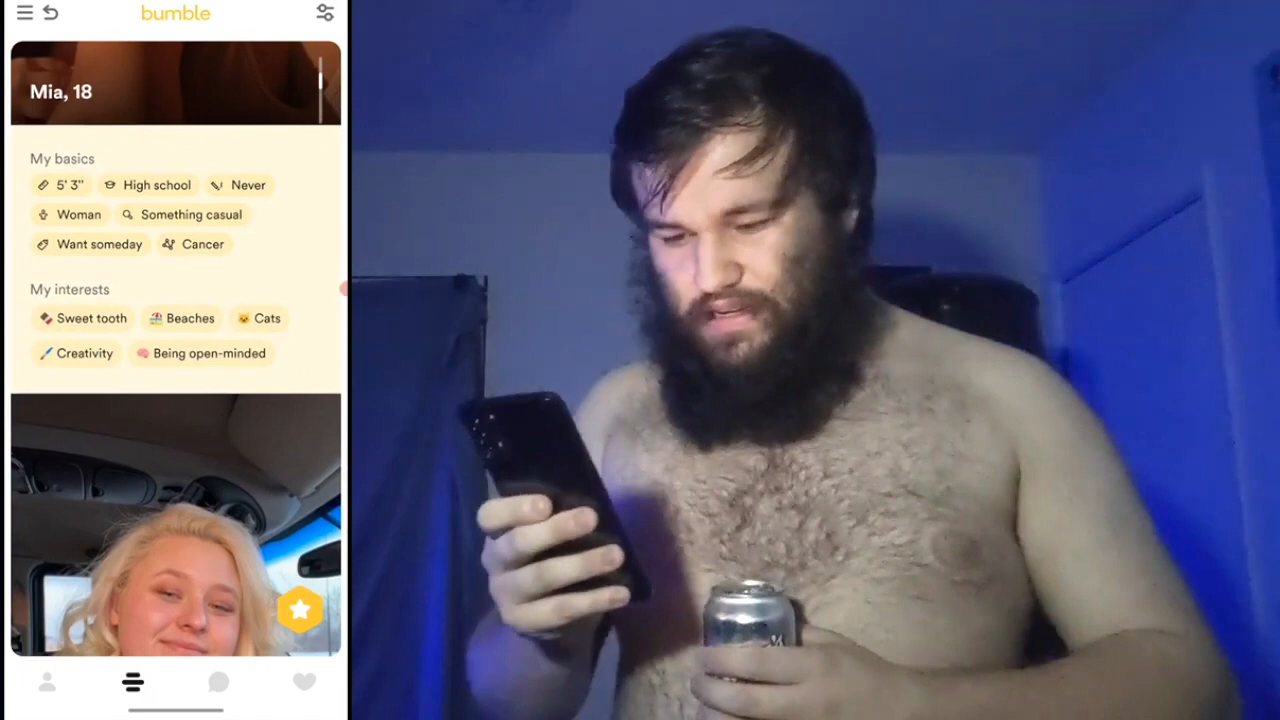 bumble
Mia, 18
My basics
5' 3" High school Never
Woman Something casual
Want someday Cancer
My interests
Sweet tooth Beaches Cats
Creativity Being open-minded